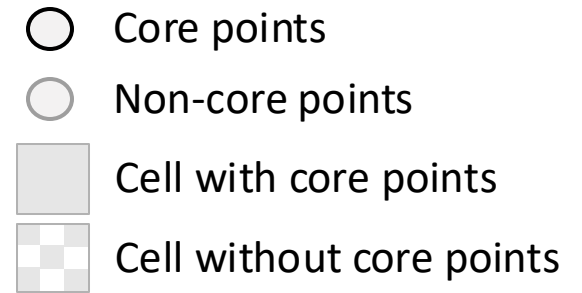 Core points
Non-core points
Cell with core points
Cell without core points